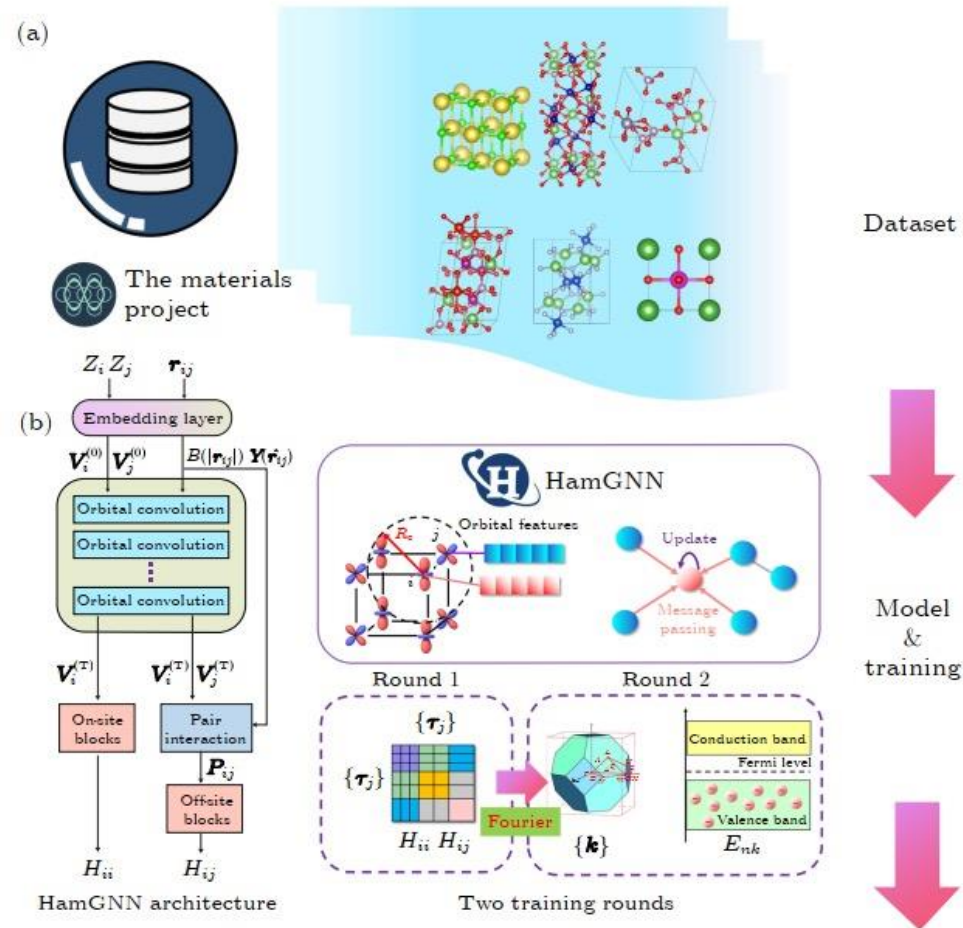 (a)
Dataset
The materials
project
Z_i Z_j
r_ij
(b)
Embedding layer
V_i^(0) V_j^(0)
B(|r_ij|) Y(r̂_ij)
Orbital convolution
Orbital convolution
Orbital convolution
V_i^(T)
V_i^(T) V_j^(T)
On-site
blocks
Pair
interaction
P_ij
Off-site
blocks
H_ii
H_ij
HamGNN architecture
H
HamGNN
R_c
j
i
Orbital features
Update
Message
passing
Model
&
training
Round 1
Round 2
{τ_j}
{τ_j}
H_ii H_ij
Fourier
{k}
Conduction band
Fermi level
Valence band
E_nk
Two training rounds